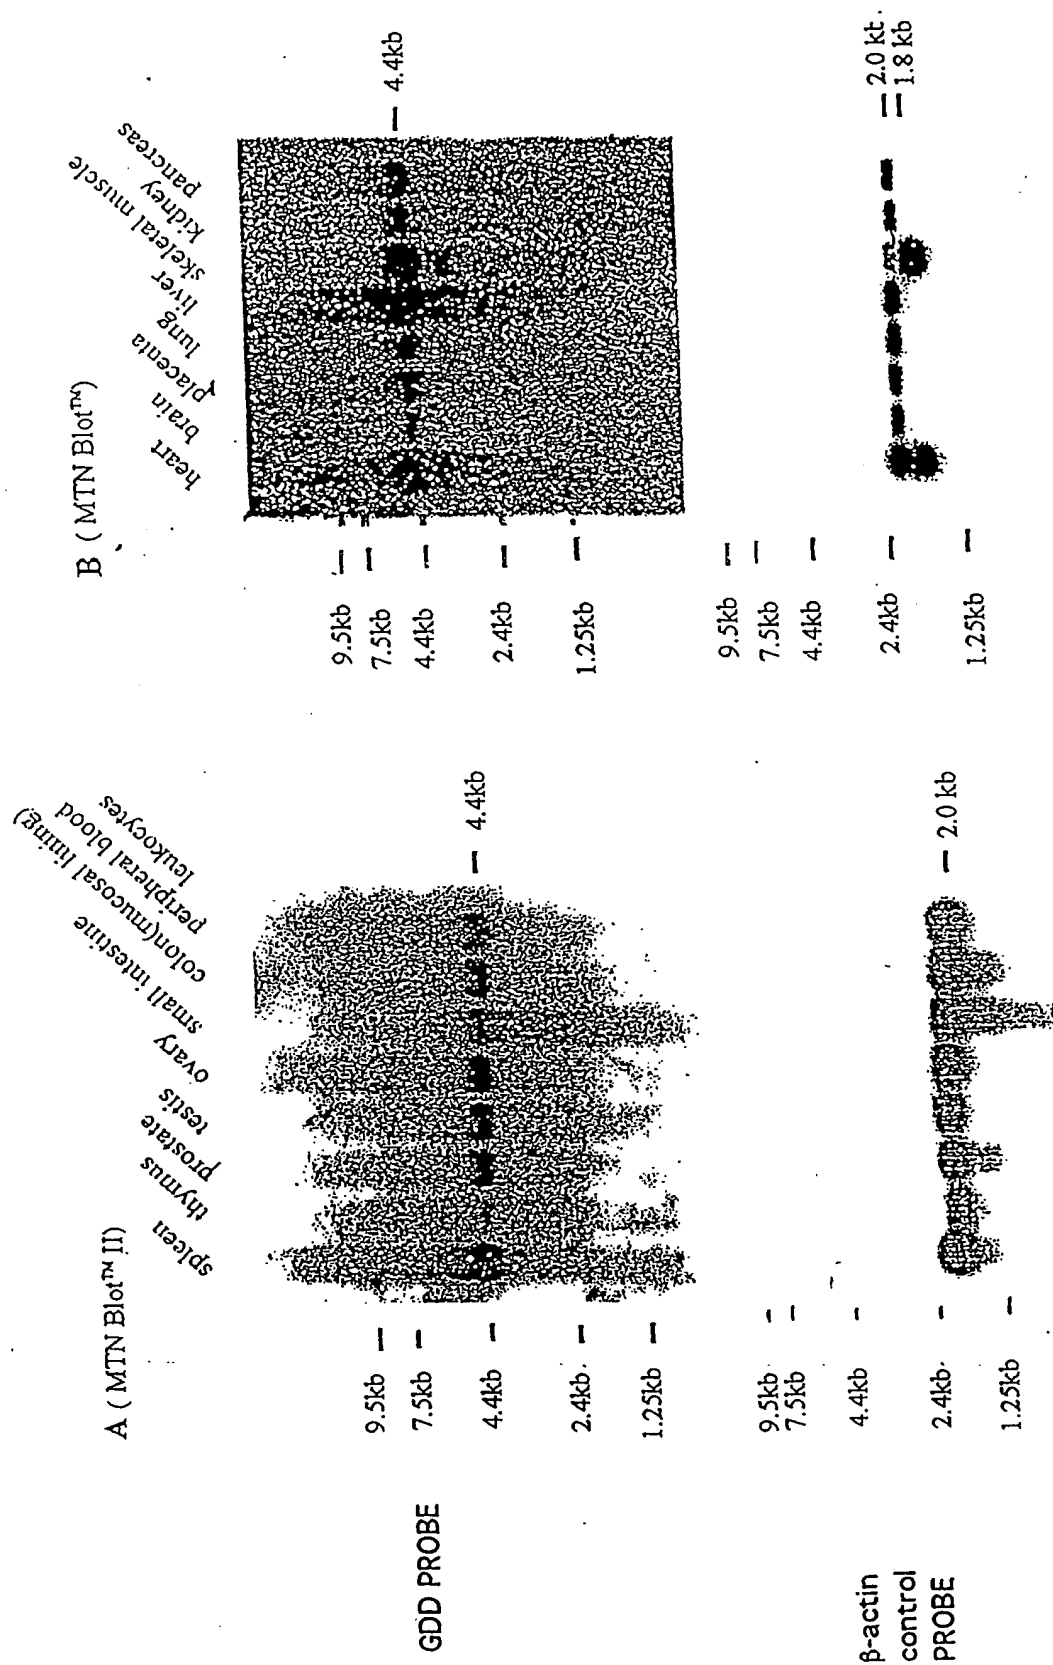 A ( MTN Blot™ II)
spleen
thymus
prostate
testis
ovary
small intestine
colon(mucosal lining)
peripheral blood
leukocytes
GDD PROBE
9.5kb
7.5kb
4.4kb
2.4kb.
1.25kb
4.4kb
β-actin
control
PROBE
9.5kb
7.5kb
4.4kb
2.4kb.
1.25kb
2.0 kb
B ( MTN Blot™)
heart
brain
placenta
lung
liver
skeletal muscle
kidney
pancreas
9.5kb
7.5kb
4.4kb
2.4kb
1.25kb
4.4kb
9.5kb
7.5kb
4.4kb
2.4kb
1.25kb
2.0 kt.
1.8 kb